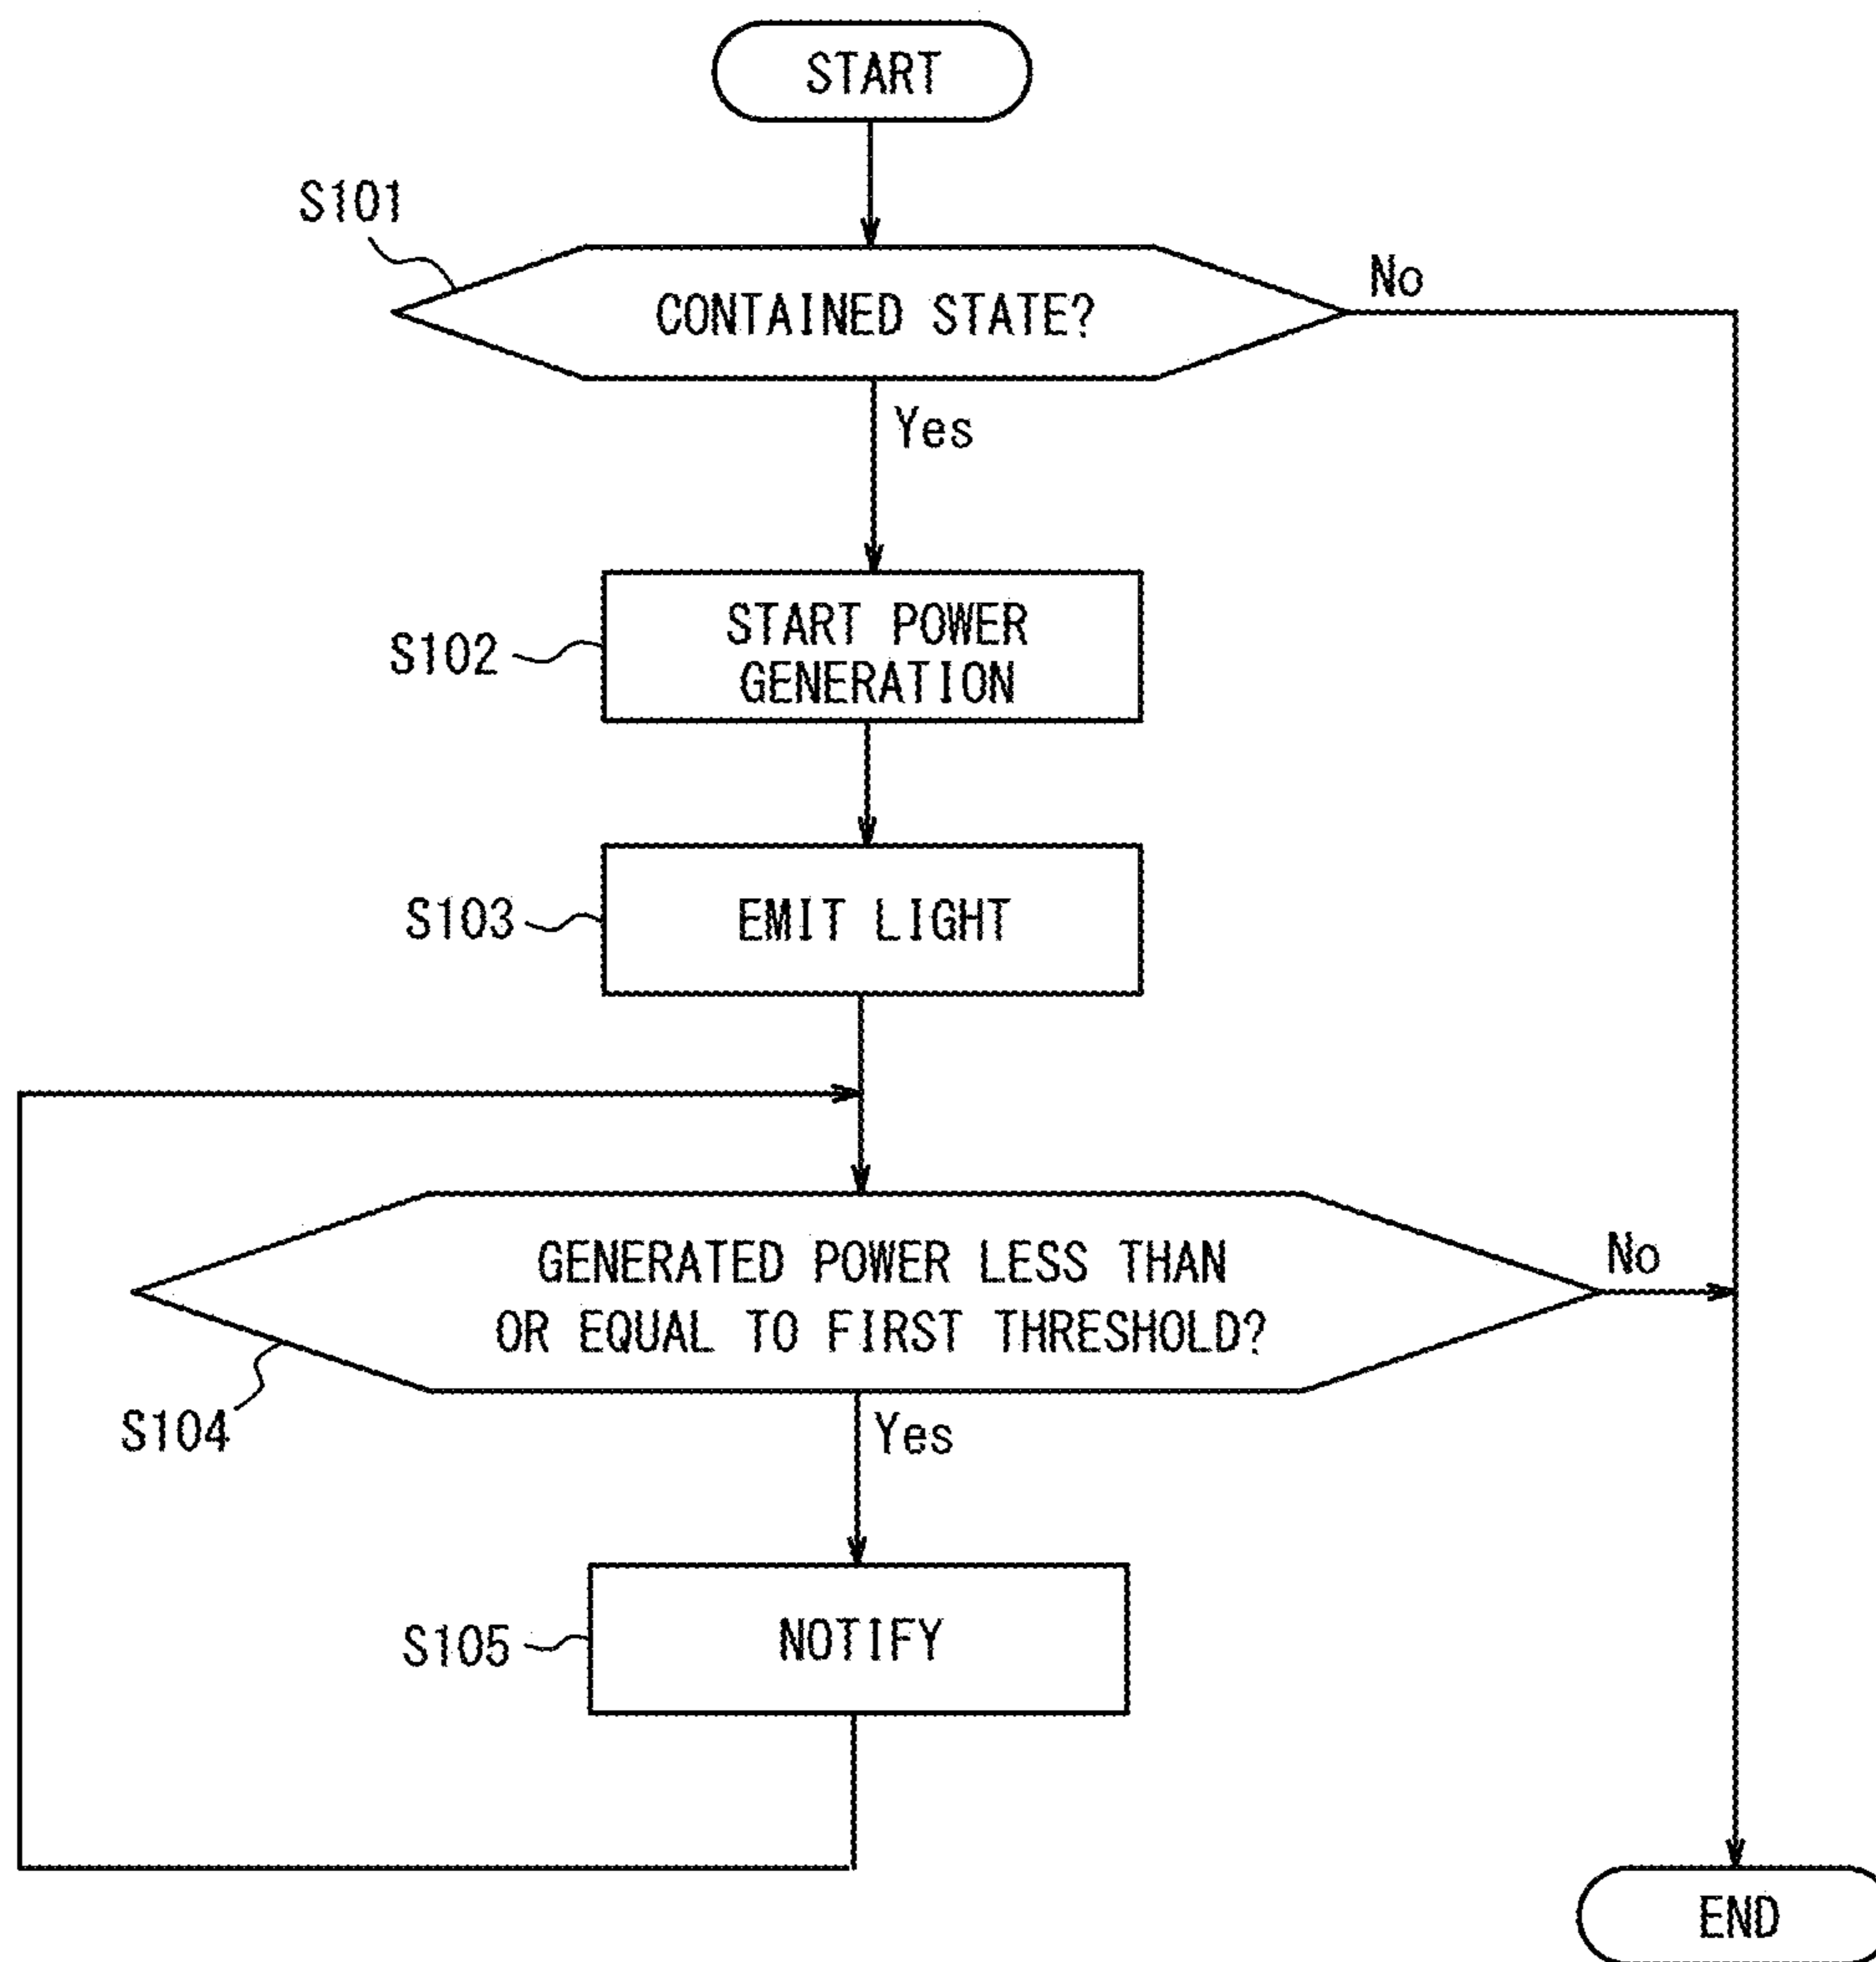 START
S101
CONTAINED STATE?
No
Yes
S102
START POWER
GENERATION
S103
EMIT LIGHT
GENERATED POWER LESS THAN
OR EQUAL TO FIRST THRESHOLD?
No
S104
Yes
S105
NOTIFY
END